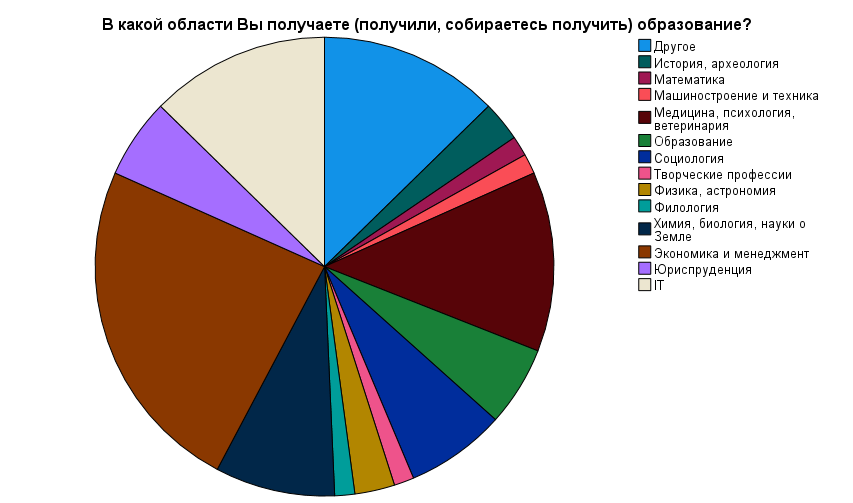 В какой области Вы получаете (получили, собираетесь получить) образование?
Другое
История, археология
Математика
Машиностроение и техника
Медицина, психология,
ветеринария
Образование
Социология
Творческие профессии
Физика, астрономия
Филология
Химия, биология, науки о
Земле
Экономика и менеджмент
Юриспруденция
IT